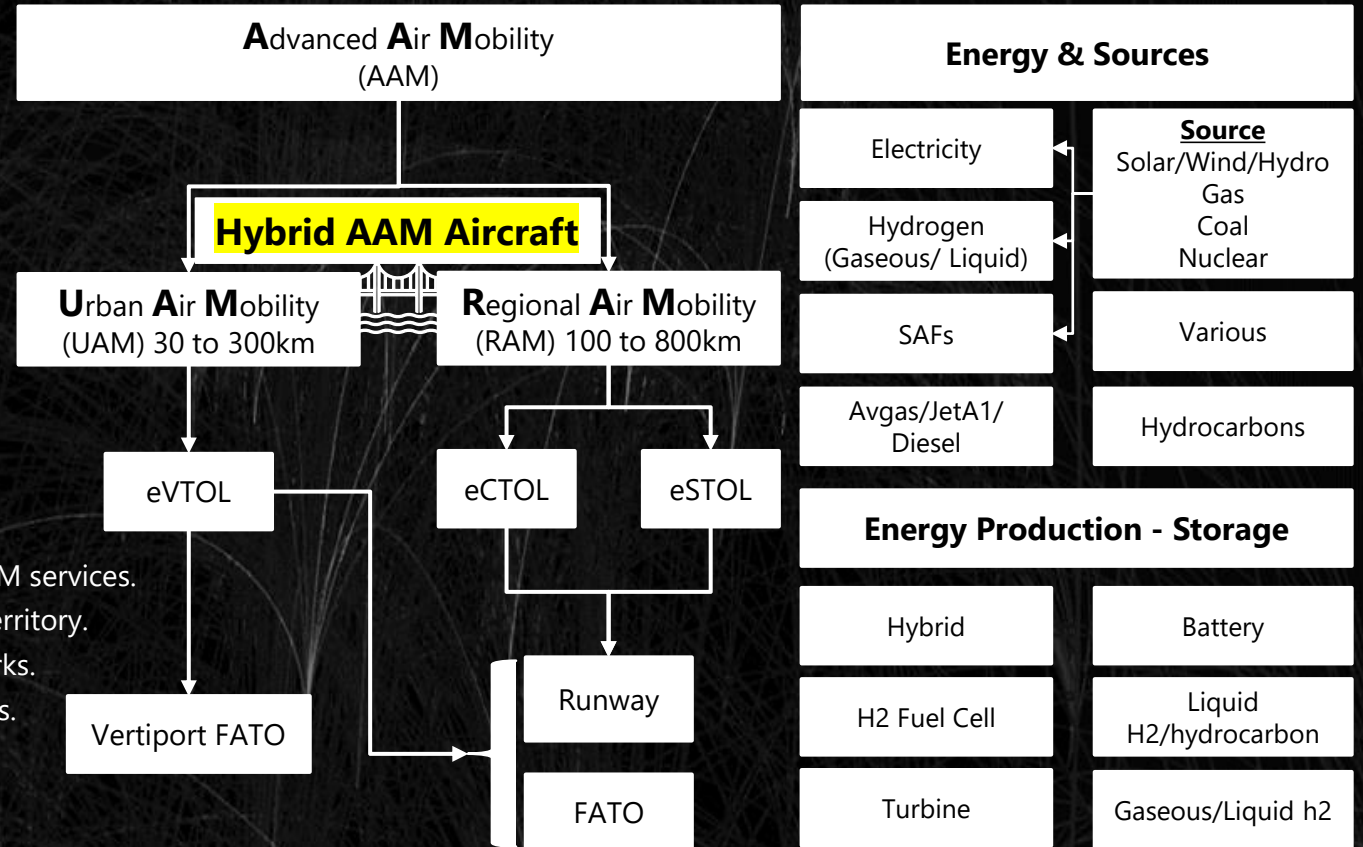 Advanced Air Mobility
(AAM)
Hybrid AAM Aircraft
Urban Air Mobility
(UAM) 30 to 300km
Regional Air Mobility
(RAM) 100 to 800km
eVTOL
eCTOL
eSTOL
M services.
erritory.
rks.
s.
Vertiport FATO
Runway
FATO
Energy & Sources
Electricity
Hydrogen
(Gaseous/ Liquid)
SAFs
Avgas/JetA1/
Diesel
Source
Solar/Wind/Hydro
Gas
Coal
Nuclear
Various
Hydrocarbons
Energy Production - Storage
Hybrid
Battery
H2 Fuel Cell
Liquid
H2/hydrocarbon
Turbine
Gaseous/Liquid h2